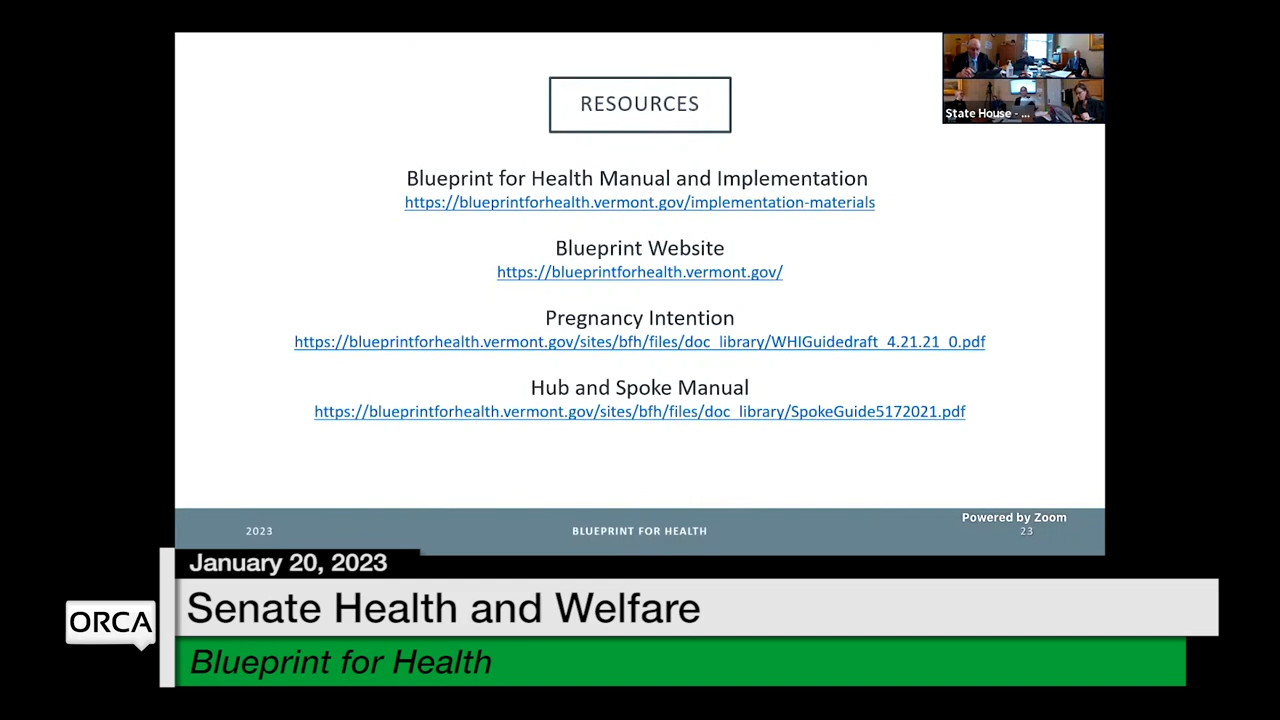 RESOURCES
State House - ...
Blueprint for Health Manual and Implementation
https://blueprintforhealth.vermont.gov/implementation-materials
Blueprint Website
https://blueprintforhealth.vermont.gov/
Pregnancy Intention
https://blueprintforhealth.vermont.gov/sites/bfh/files/doc_library/WHIGuidedraft_4.21.21_0.pdf
Hub and Spoke Manual
https://blueprintforhealth.vermont.gov/sites/bfh/files/doc_library/SpokeGuide5172021.pdf
Powered by Zoom
2023 BLUEPRINT FOR HEALTH 23
January 20, 2023
Senate Health and Welfare
ORCA
Blueprint for Health